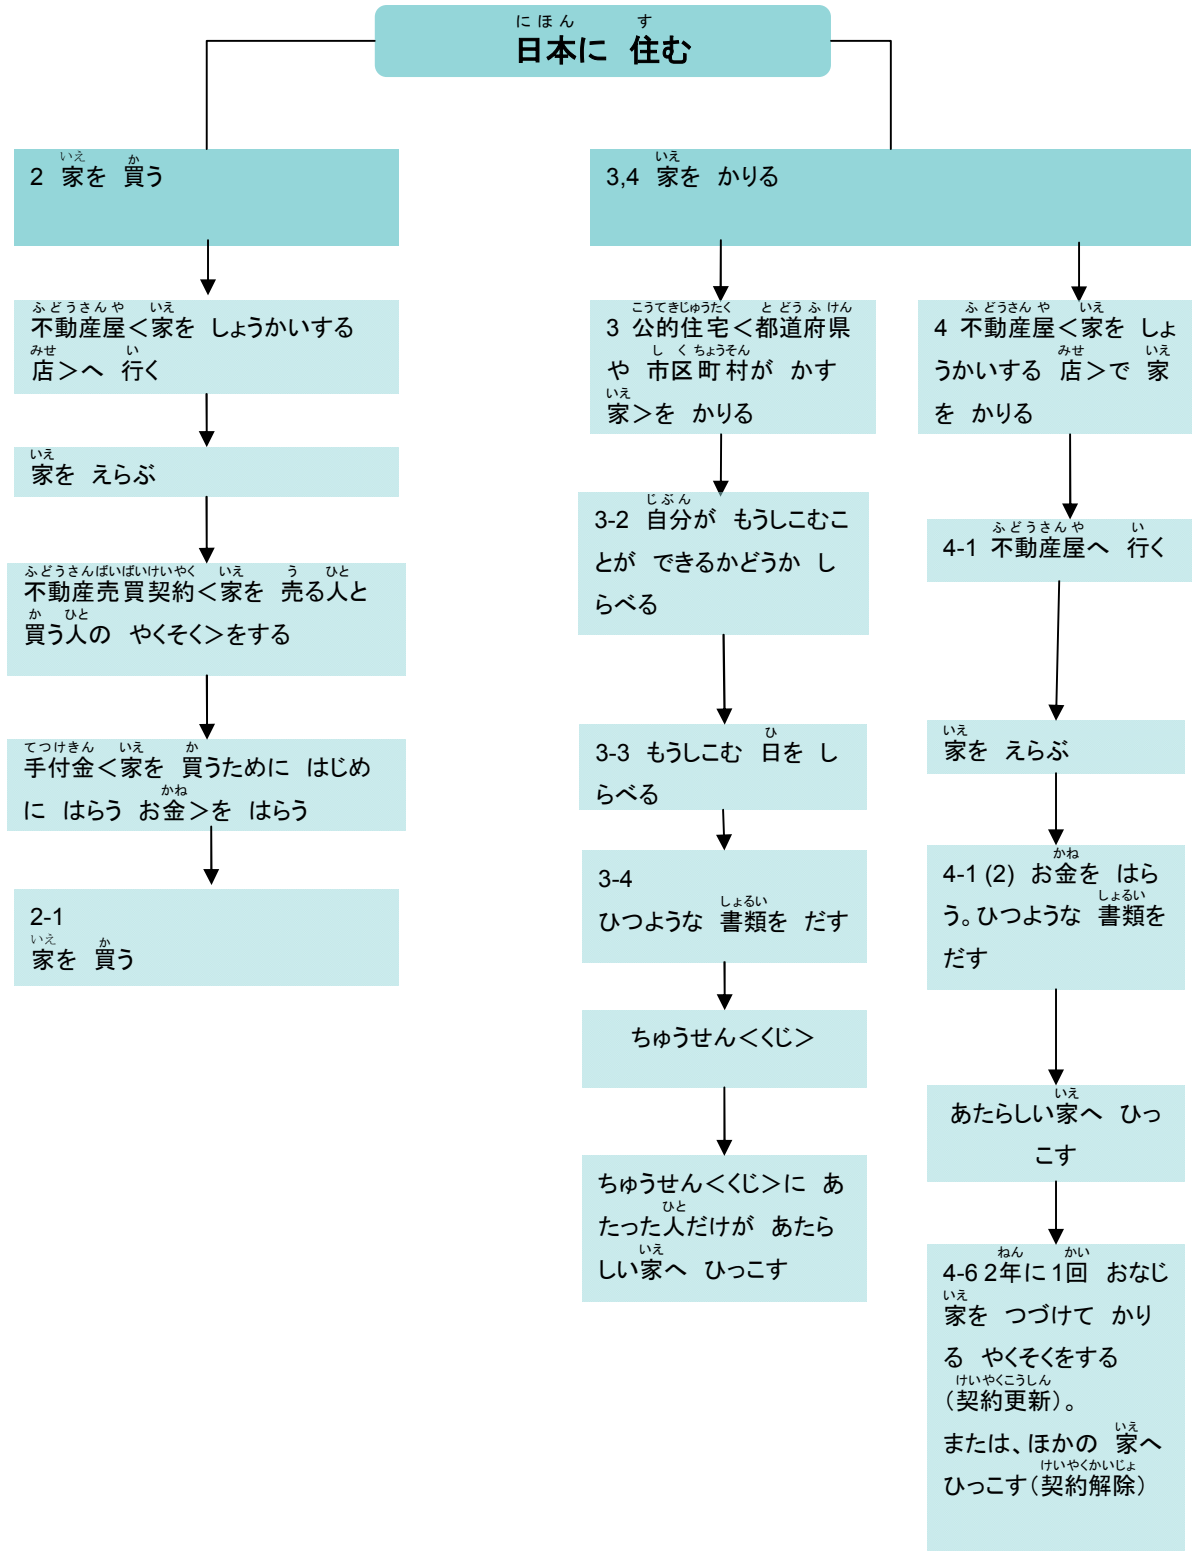 にほん す
日本に 住む
いえ か
2 家を 買う
ふどうさんや いえ
不動産屋＜家を しょうかいする
みせ い
店＞へ 行く
いえ
家を えらぶ
ふどうさんばいばいけいやく いえ う ひと
不動産売買契約＜家を 売る人と
か ひと
買う人の やくそく＞をする
てつけきん いえ か
手付金＜家を 買うために はじめ
かね
に はらう お金＞を はらう
2-1
いえ か
家を 買う
いえ
3,4 家を かりる
こうてきじゅうたく とどうふけん
3 公的住宅＜都道府県
しくちょうそん
や 市区町村が かす
いえ
家＞を かりる
じぶん
3-2 自分が もうしこむこ
とが できるかどうか し
らべる
ひ
3-3 もうしこむ 日を し
らべる
3-4
しょるい
ひつような 書類を だす
ちゅうせん＜くじ＞
ちゅうせん＜くじ＞に あ
ひと
たった人だけが あたら
いえ
しい家へ ひっこす
ふどうさんや いえ
4 不動産屋＜家を しょ
みせ いえ
うかいする 店＞で 家
を かりる
ふどうさんや い
4-1 不動産屋へ 行く
いえ
家を えらぶ
かね
4-1 (2) お金を はら
しょるい
う。ひつような 書類を
だす
いえ
あたらしい家へ ひっ
こす
ねん かい
4-6 2年に1回 おなじ
いえ
家を つづけて かり
る やくそくをする
けいやくこうしん
（契約更新）。
いえ
または、ほかの 家へ
けいやくかいじょ
ひっこす（契約解除）